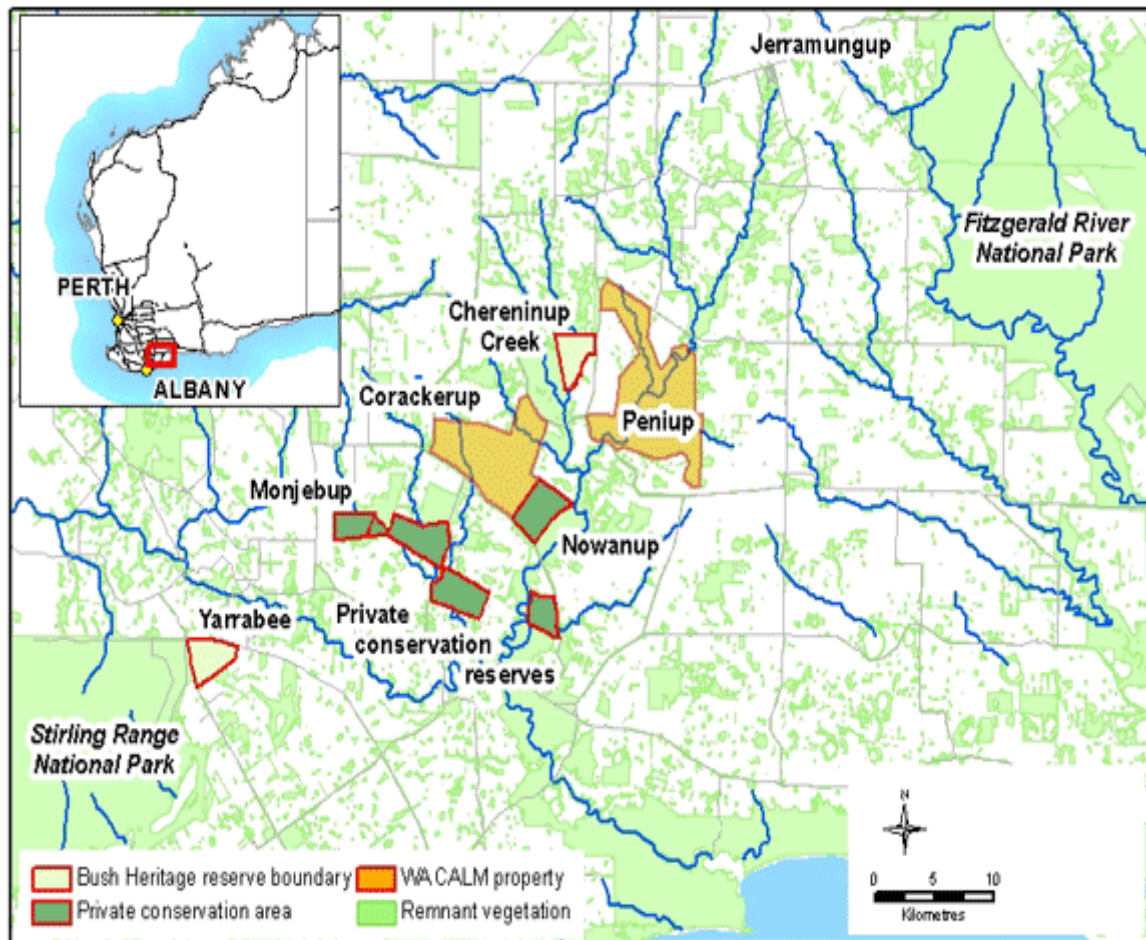 Jerramungup
PERTH
ALBANY
Fitzgerald River
National Park
Chereninup
Creek
Corackerup
Peniup
Monjebup
Nowanup
Yarrabee
Private
conservation
reserves
Stirling Range
National Park
N
0 5 10
Kilometres
Bush Heritage reserve boundary
WA CALM property
Private conservation area
Remnant vegetation